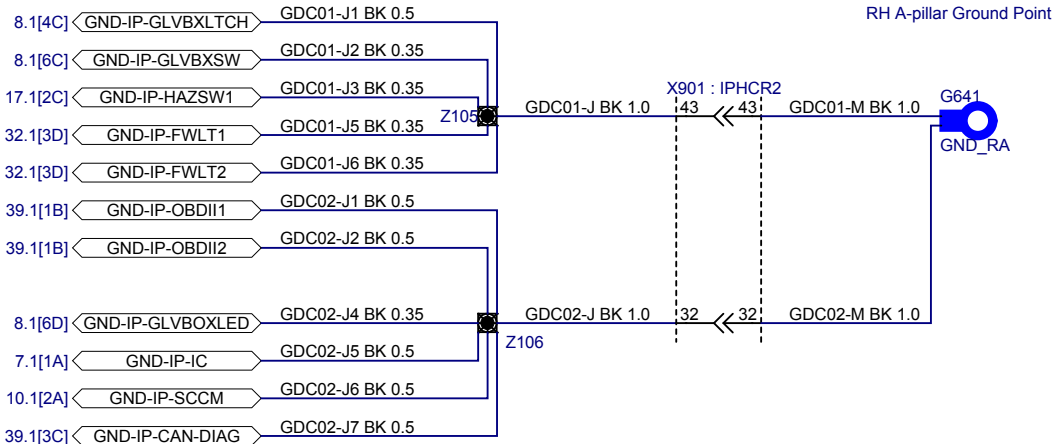 RH A-pillar Ground Point
8.1[4C] GND-IP-GLVBXLTCH GDC01-J1 BK 0.5
8.1[6C] GND-IP-GLVBXSW GDC01-J2 BK 0.35
17.1[2C] GND-IP-HAZSW1 GDC01-J3 BK 0.35
X901 : IPHCR2
Z105 GDC01-J BK 1.0 43 43 GDC01-M BK 1.0 G641
32.1[3D] GND-IP-FWLT1 GDC01-J5 BK 0.35
GND_RA
32.1[3D] GND-IP-FWLT2 GDC01-J6 BK 0.35
39.1[1B] GND-IP-OBDII1 GDC02-J1 BK 0.5
39.1[1B] GND-IP-OBDII2 GDC02-J2 BK 0.5
8.1[6D] GND-IP-GLVBOXLED GDC02-J4 BK 0.35 GDC02-J BK 1.0 32 32 GDC02-M BK 1.0
Z106
7.1[1A] GND-IP-IC GDC02-J5 BK 0.5
10.1[2A] GND-IP-SCCM GDC02-J6 BK 0.5
39.1[3C] GND-IP-CAN-DIAG GDC02-J7 BK 0.5